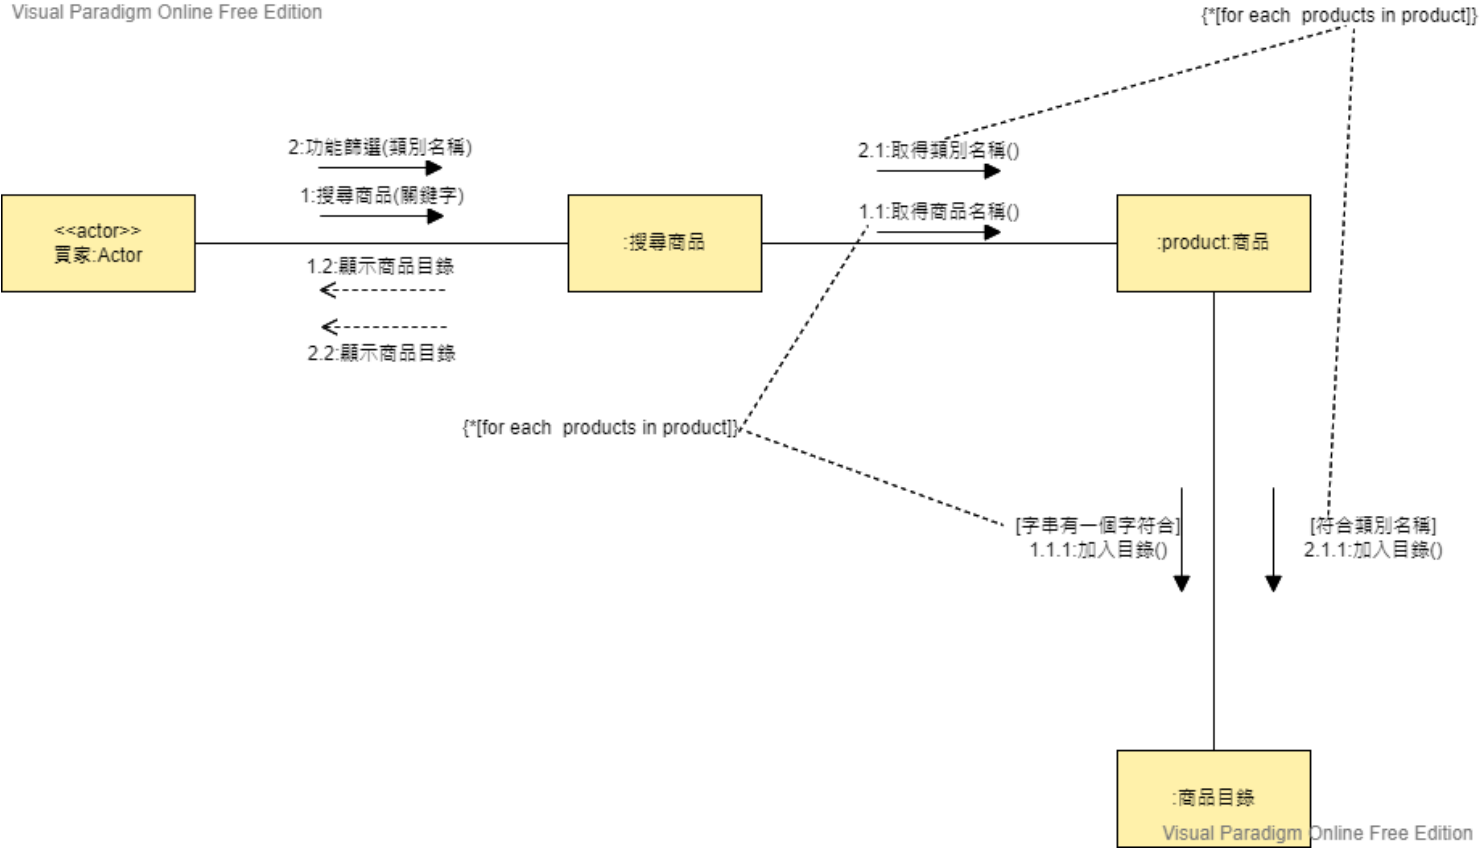 Visual Paradigm Online Free Edition
{*[for each  products in product]}
2:功能篩選(類別名稱)
2.1:取得類別名稱()
1:搜尋商品(關鍵字)
1.1:取得商品名稱()
<<actor>>
買家:Actor
:搜尋商品
:product:商品
1.2:顯示商品目錄
2.2:顯示商品目錄
{*[for each  products in product]}
[字串有一個字符合]
1.1.1:加入目錄()
[符合類別名稱]
2.1.1:加入目錄()
:商品目錄
Visual Paradigm Online Free Edition